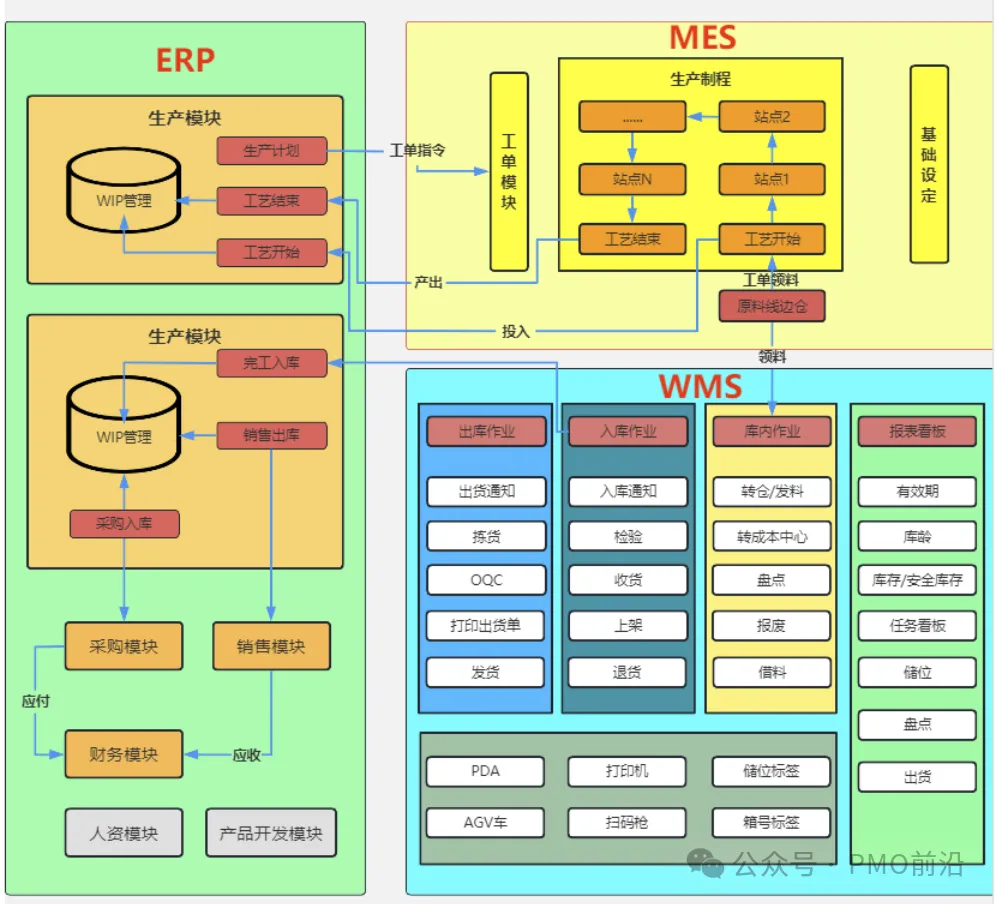 ERP
生产模块
生产计划
WIP管理
工艺结束
工艺开始
生产模块
完工入库
WIP管理
销售出库
采购入库
采购模块
销售模块
应付
财务模块
应收
人资模块
产品开发模块
工单指令
产出
投入
MES
工单模块
生产制程
......
站点2
站点N
站点1
工艺结束
工艺开始
基础设定
工单领料
原料线边仓
领料
WMS
出库作业
出货通知
拣货
OQC
打印出货单
发货
入库作业
入库通知
检验
收货
上架
退货
库内作业
转仓/发料
转成本中心
盘点
报废
借料
报表看板
有效期
库龄
库存/安全库存
任务看板
储位
盘点
出货
PDA
打印机
储位标签
AGV车
扫码枪
箱号标签
公众号 · PMO前沿